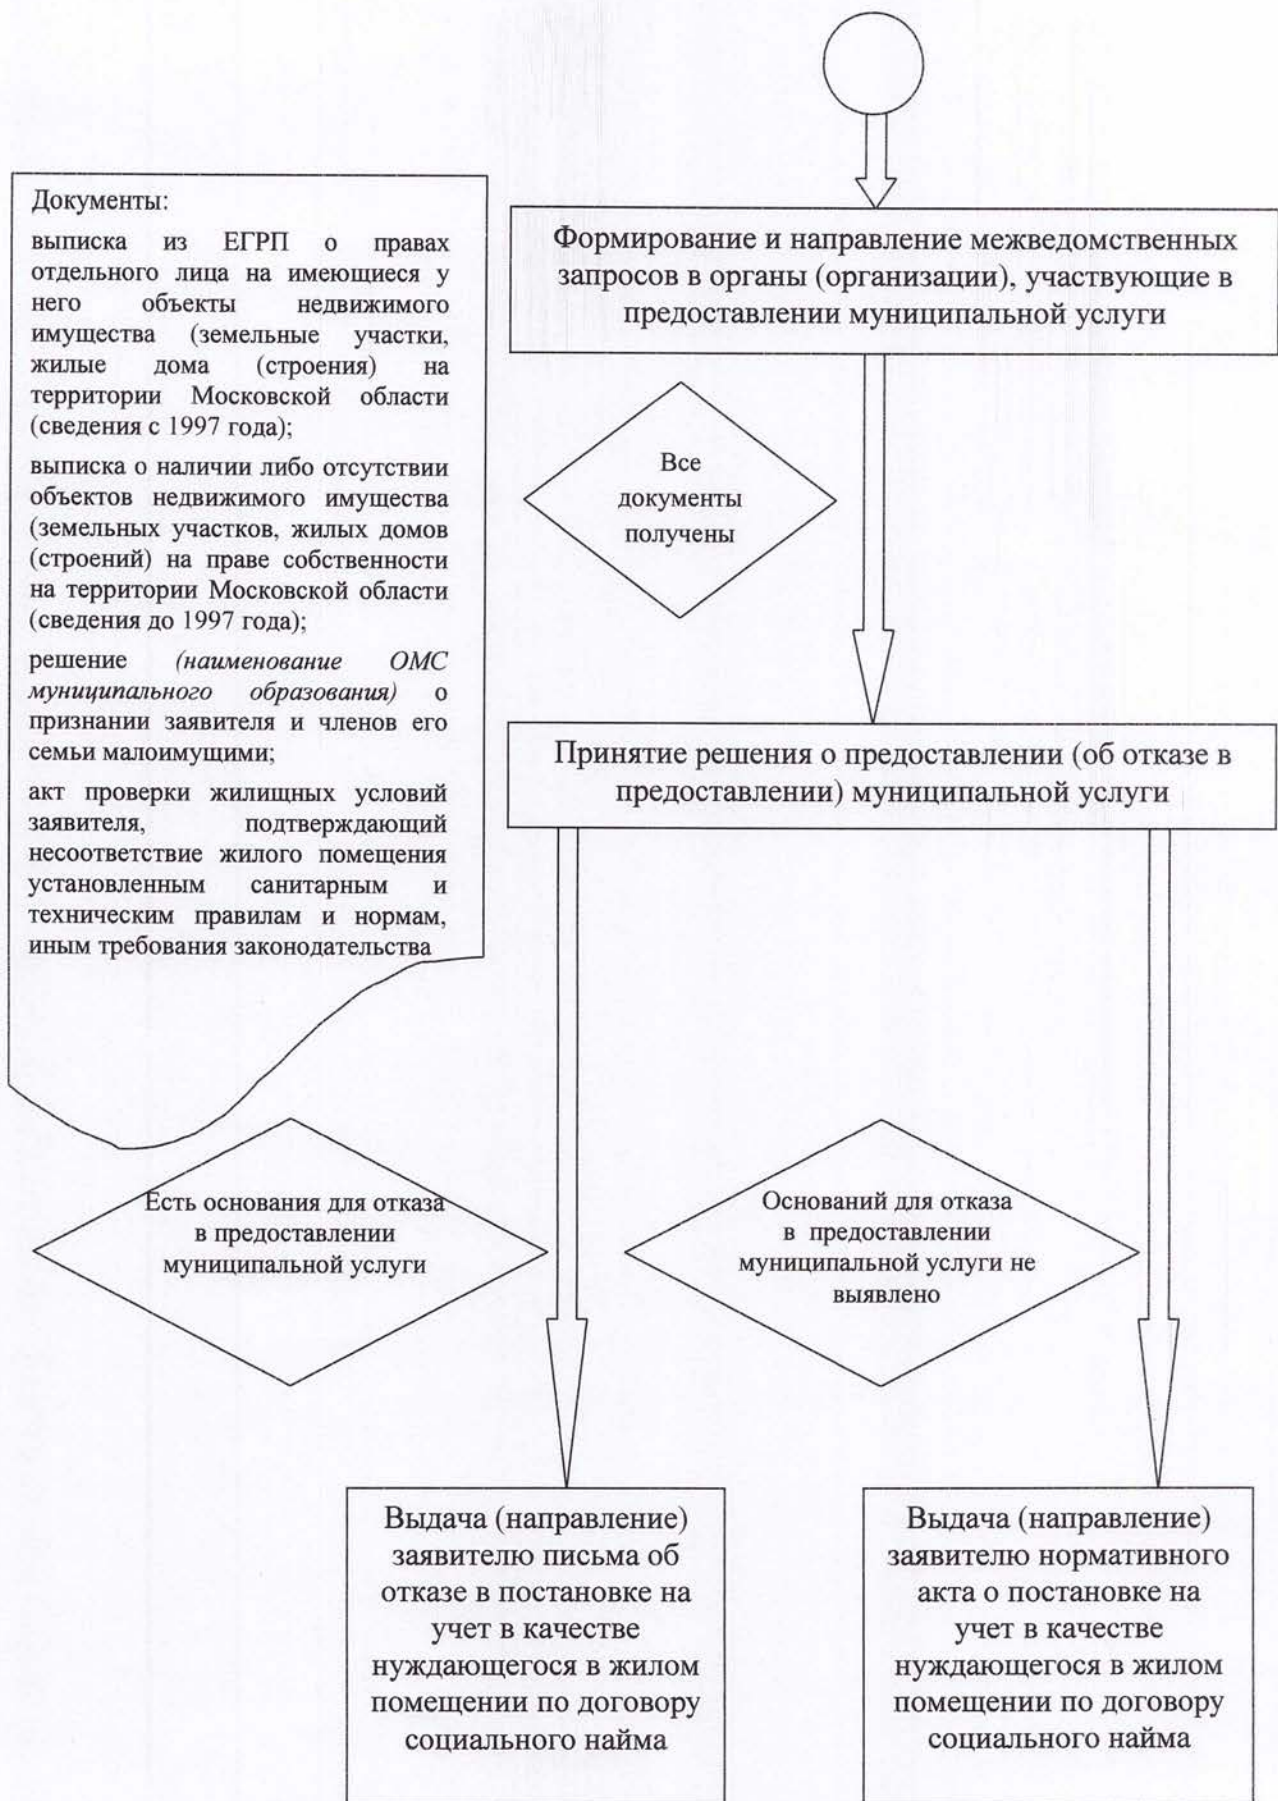 Документы:
выписка из ЕГРП о правах
отдельного лица на имеющиеся у
него объекты недвижимого
имущества (земельные участки,
жилые дома (строения) на
территории Московской области
(сведения с 1997 года);
выписка о наличии либо отсутствии
объектов недвижимого имущества
(земельных участков, жилых домов
(строений) на праве собственности
на территории Московской области
(сведения до 1997 года);
решение (наименование ОМС
муниципального образования) о
признании заявителя и членов его
семьи малоимущими;
акт проверки жилищных условий
заявителя, подтверждающий
несоответствие жилого помещения
установленным санитарным и
техническим правилам и нормам,
иным требования законодательства
Формирование и направление межведомственных
запросов в органы (организации), участвующие в
предоставлении муниципальной услуги
Все
документы
получены
Принятие решения о предоставлении (об отказе в
предоставлении) муниципальной услуги
Есть основания для отказа
в предоставлении
муниципальной услуги
Оснований для отказа
в предоставлении
муниципальной услуги не
выявлено
Выдача (направление)
заявителю письма об
отказе в постановке на
учет в качестве
нуждающегося в жилом
помещении по договору
социального найма
Выдача (направление)
заявителю нормативного
акта о постановке на
учет в качестве
нуждающегося в жилом
помещении по договору
социального найма